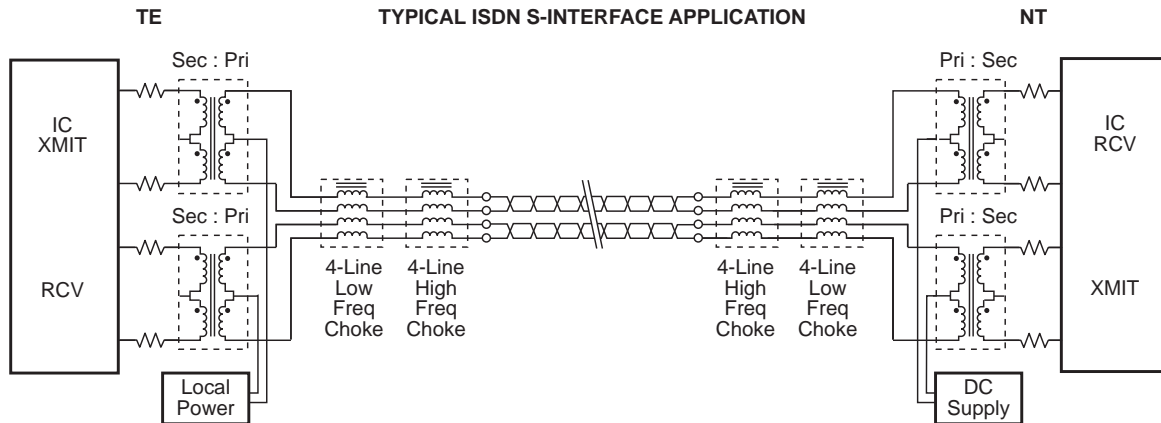 TE
TYPICAL ISDN S-INTERFACE APPLICATION
NT
Sec : Pri
Pri : Sec
IC
XMIT
IC
RCV
Sec : Pri
Pri : Sec
RCV
XMIT
4-Line
Low
Freq
Choke
4-Line
High
Freq
Choke
4-Line
High
Freq
Choke
4-Line
Low
Freq
Choke
Local
Power
DC
Supply